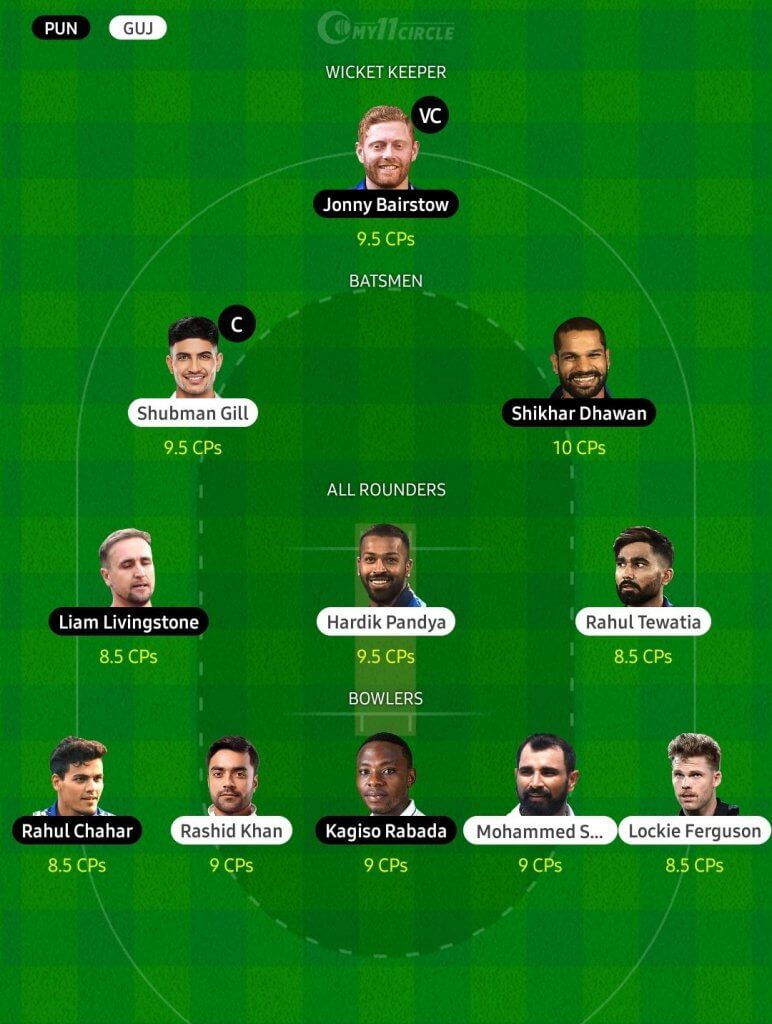 PUN GUJ
MY11CIRCLE
WICKET KEEPER
VC
Jonny Bairstow
9.5 CPs
BATSMEN
C
Shubman Gill Shikhar Dhawan
9.5 CPs 10 CPs
ALL ROUNDERS
Liam Livingstone Hardik Pandya Rahul Tewatia
8.5 CPs 9.5 CPs 8.5 CPs
BOWLERS
Rahul Chahar Rashid Khan Kagiso Rabada Mohammed S... Lockie Ferguson
8.5 CPs 9 CPs 9 CPs 9 CPs 8.5 CPs